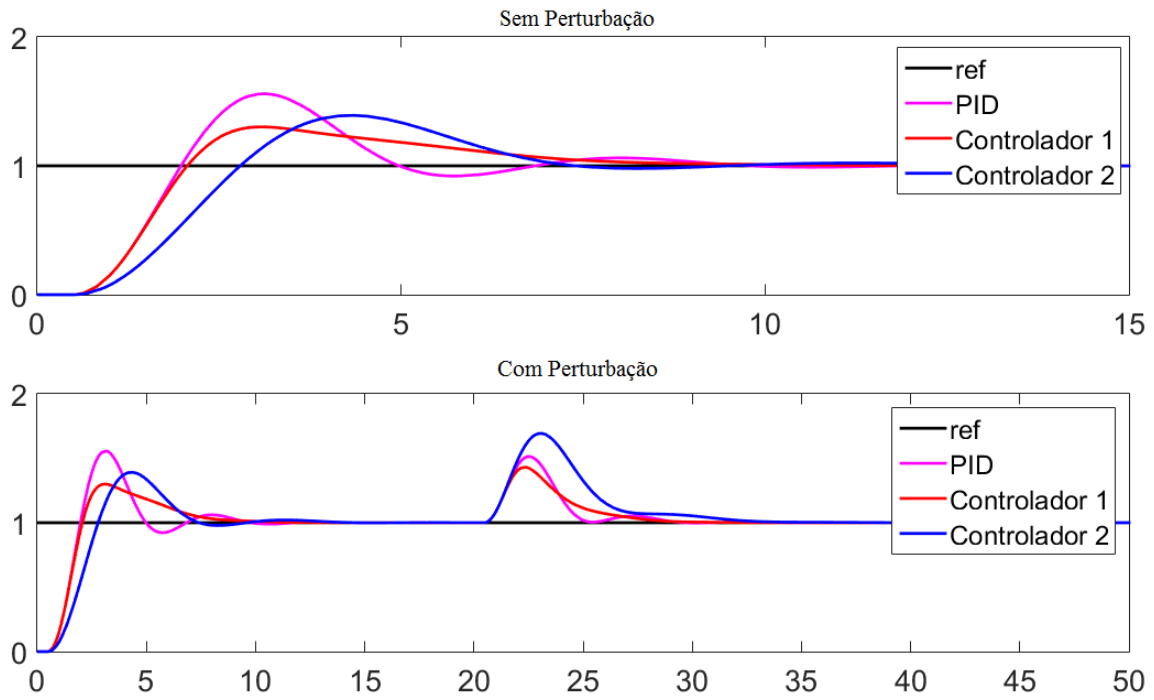 Sem Perturbação
2
1
0
ref
PID
Controlador 1
Controlador 2
0 5 10 15
Com Perturbação
2
1
0
ref
PID
Controlador 1
Controlador 2
0 5 10 15 20 25 30 35 40 45 50